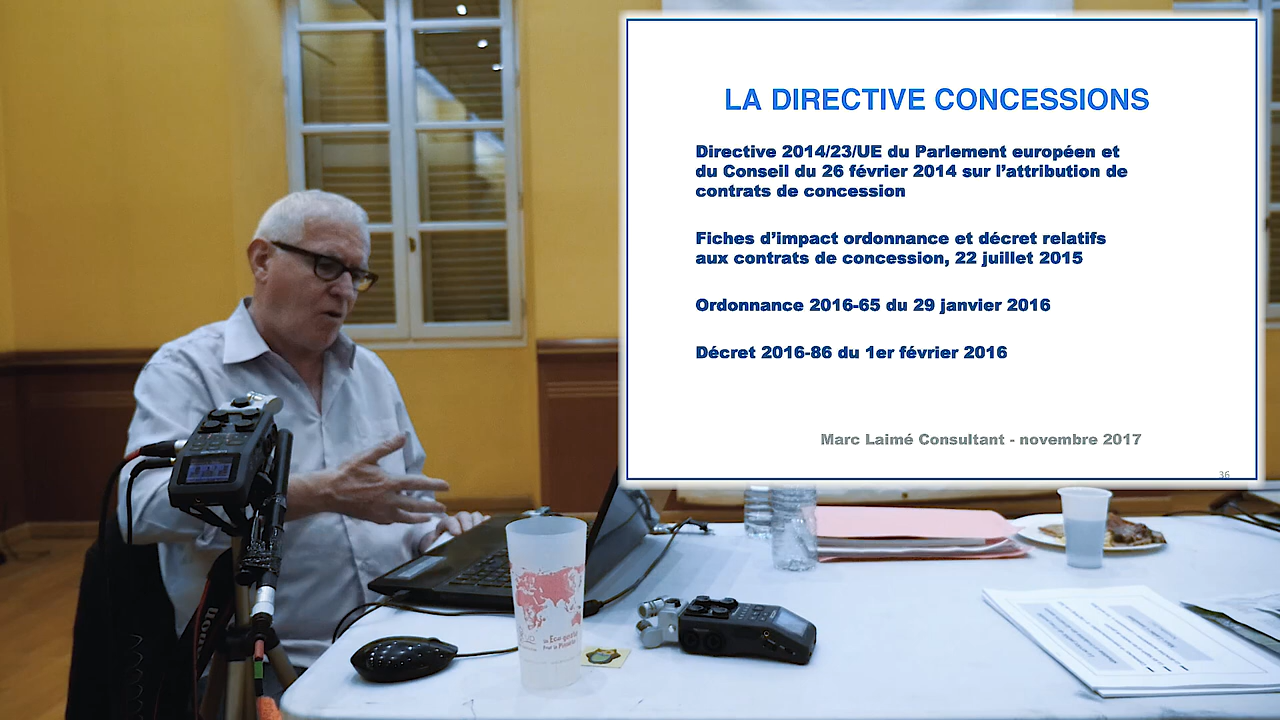 LA DIRECTIVE CONCESSIONS
Directive 2014/23/UE du Parlement européen et
du Conseil du 26 février 2014 sur l’attribution de
contrats de concession
Fiches d’impact ordonnance et décret relatifs
aux contrats de concession, 22 juillet 2015
Ordonnance 2016-65 du 29 janvier 2016
Décret 2016-86 du 1er février 2016
Marc Laimé Consultant - novembre 2017
36
Canon